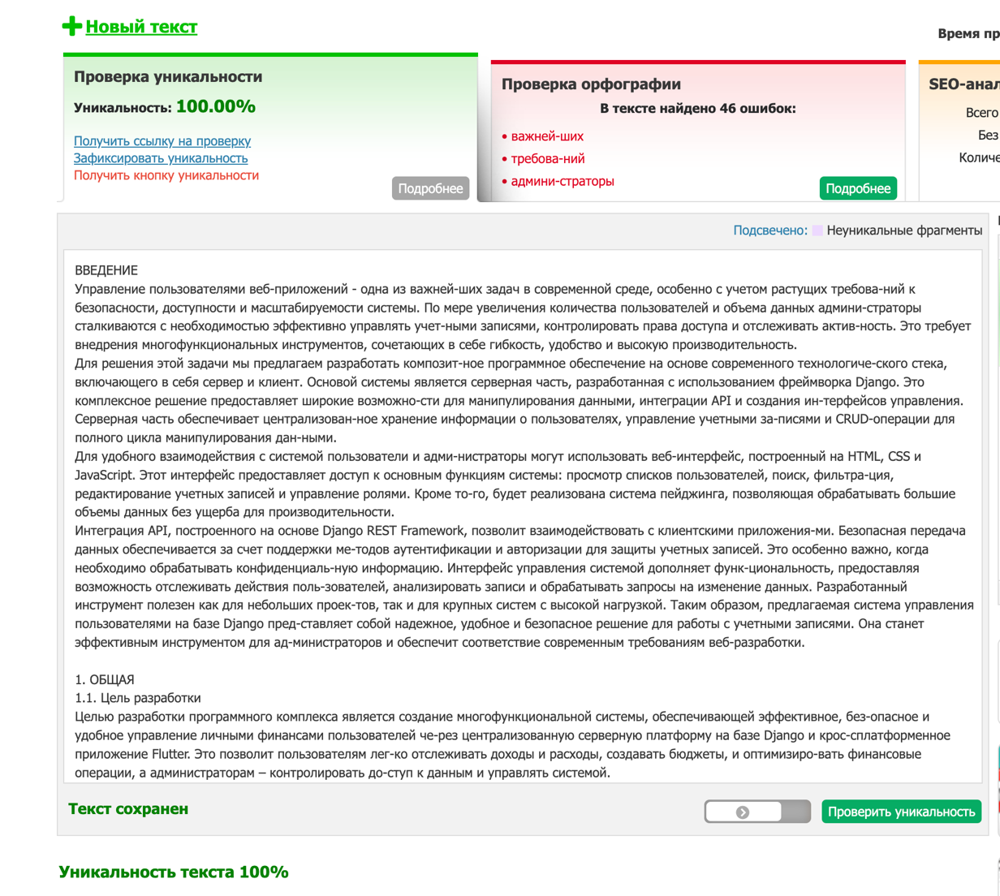 Новый текст
Время пр
Проверка уникальности
Уникальность: 100.00%
Получить ссылку на проверку
Зафиксировать уникальность
Получить кнопку уникальности
Подробнее
Проверка орфографии
В тексте найдено 46 ошибок:
• важней-ших
• требова-ний
• админи-страторы
Подробнее
SEO-анал
Всего
Без
Количе
Подсвечено: Неуникальные фрагменты
ВВЕДЕНИЕ
Управление пользователями веб-приложений - одна из важней-ших задач в современной среде, особенно с учетом растущих требова-ний к
безопасности, доступности и масштабируемости системы. По мере увеличения количества пользователей и объема данных админи-страторы
сталкиваются с необходимостью эффективно управлять учет-ными записями, контролировать права доступа и отслеживать актив-ность. Это требует
внедрения многофункциональных инструментов, сочетающих в себе гибкость, удобство и высокую производительность.
Для решения этой задачи мы предлагаем разработать композит-ное программное обеспечение на основе современного технологиче-ского стека,
включающего в себя сервер и клиент. Основой системы является серверная часть, разработанная с использованием фреймворка Django. Это
комплексное решение предоставляет широкие возможно-сти для манипулирования данными, интеграции API и создания ин-терфейсов управления.
Серверная часть обеспечивает централизован-ное хранение информации о пользователях, управление учетными за-писями и CRUD-операции для
полного цикла манипулирования дан-ными.
Для удобного взаимодействия с системой пользователи и адми-нистраторы могут использовать веб-интерфейс, построенный на HTML, CSS и
JavaScript. Этот интерфейс предоставляет доступ к основным функциям системы: просмотр списков пользователей, поиск, фильтра-ция,
редактирование учетных записей и управление ролями. Кроме то-го, будет реализована система пейджинга, позволяющая обрабатывать большие
объемы данных без ущерба для производительности.
Интеграция API, построенного на основе Django REST Framework, позволит взаимодействовать с клиентскими приложения-ми. Безопасная передача
данных обеспечивается за счет поддержки ме-тодов аутентификации и авторизации для защиты учетных записей. Это особенно важно, когда
необходимо обрабатывать конфиденциаль-ную информацию. Интерфейс управления системой дополняет функ-циональность, предоставляя
возможность отслеживать действия поль-зователей, анализировать записи и обрабатывать запросы на изменение данных. Разработанный
инструмент полезен как для небольших проек-тов, так и для крупных систем с высокой нагрузкой. Таким образом, предлагаемая система управления
пользователями на базе Django пред-ставляет собой надежное, удобное и безопасное решение для работы с учетными записями. Она станет
эффективным инструментом для ад-министраторов и обеспечит соответствие современным требованиям веб-разработки.
1. ОБЩАЯ
1.1. Цель разработки
Целью разработки программного комплекса является создание многофункциональной системы, обеспечивающей эффективное, без-опасное и
удобное управление личными финансами пользователей че-рез централизованную серверную платформу на базе Django и крос-сплатформенное
приложение Flutter. Это позволит пользователям лег-ко отслеживать доходы и расходы, создавать бюджеты, и оптимизиро-вать финансовые
операции, а администраторам – контролировать до-ступ к данным и управлять системой.
Текст сохранен
Проверить уникальность
Уникальность текста 100%